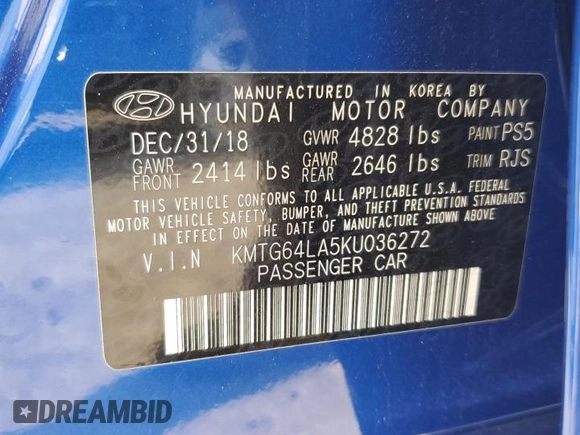 MANUFACTURED IN KOREA BY
HYUNDAI MOTOR COMPANY
DEC/31/18 GVWR 4828 lbs PAINT PS5
GAWR FRONT 2414 lbs GAWR REAR 2646 lbs TRIM RJS
THIS VEHICLE CONFORMS TO ALL APPLICABLE U.S.A. FEDERAL
MOTOR VEHICLE SAFETY, BUMPER, AND THEFT PREVENTION
STANDARDS IN EFFECT ON THE DATE OF MANUFACTURE SHOWN ABOVE
V.I.N KMTG64LA5KU036272
PASSENGER CAR
DREAMBID